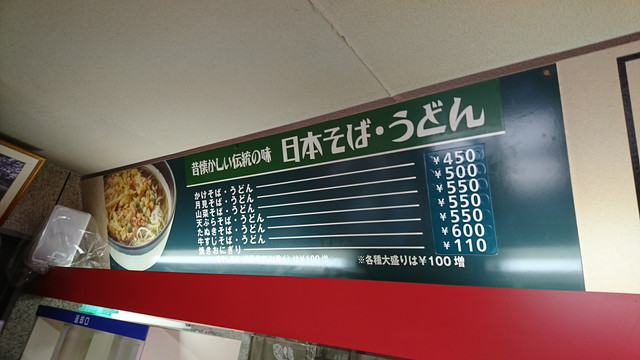 昔懐かしい伝統の味 日本そば・うどん
かけそば・うどん ¥450
月見そば・うどん ¥500
山菜そば・うどん ¥550
天ぷらそば・うどん ¥550
たぬきそば・うどん ¥550
牛すじそば・うどん ¥600
焼きおにぎり ¥110
※各種大盛りは¥100増
返却口